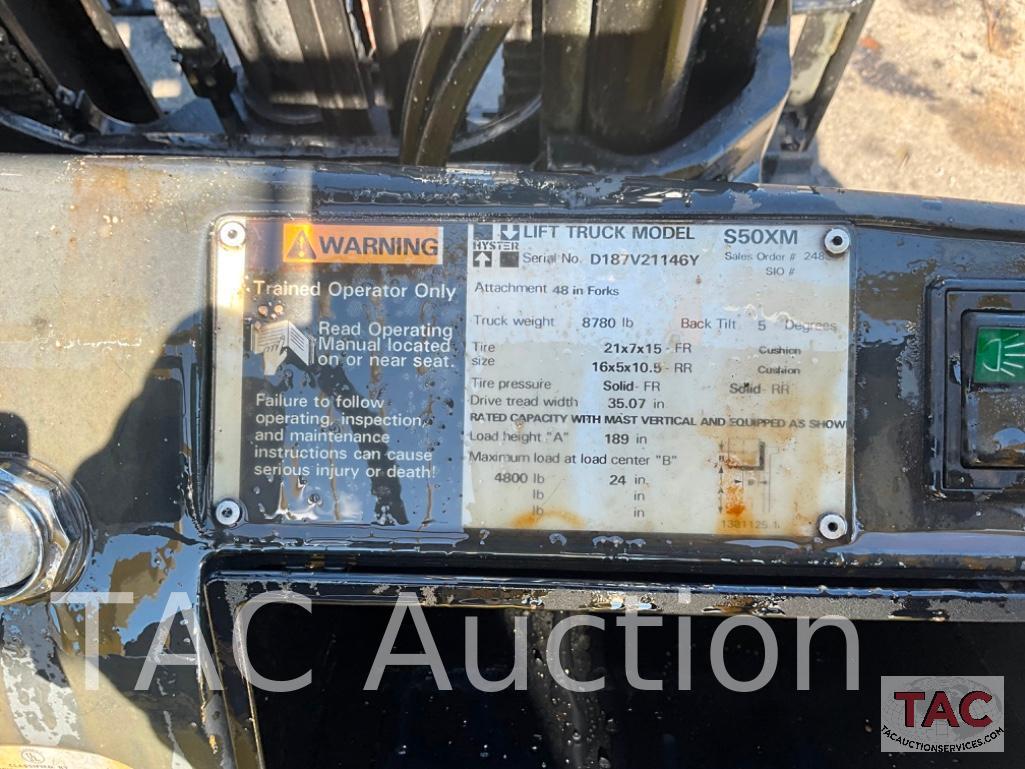 WARNING
Trained Operator Only
Read Operating
Manual located
on or near seat.
Failure to follow
operating, inspection,
and maintenance
instructions can cause
serious injury or death!
HYSTER
LIFT TRUCK MODEL S50XM
Serial No. D187V21146Y Sales Order # 248
SIO #
Attachment 48 in Forks
Truck weight 8780 lb Back Tilt 5 Degrees
Tire size 21x7x15 - FR Cushion
16x5x10.5 - RR Cushion
Tire pressure Solid- FR Solid- RR
Drive tread width 35.07 in
RATED CAPACITY WITH MAST VERTICAL AND EQUIPPED AS SHOW
Load height "A" 189 in
Maximum load at load center "B"
4800 lb 24 in
lb in
lb in
B
A
TAC Auction
TAC
TACAUCTIONSERVICES.COM
UL
CLASSIFIED BY